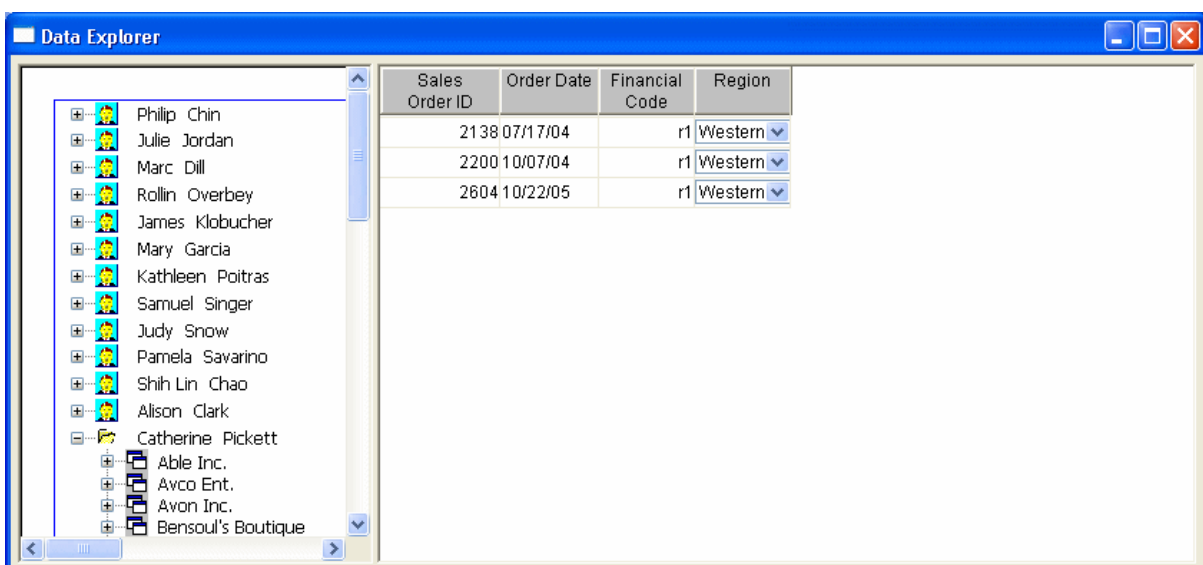 Data Explorer
Philip Chin
Julie Jordan
Marc Dill
Rollin Overbey
James Klobucher
Mary Garcia
Kathleen Poitras
Samuel Singer
Judy Snow
Pamela Savarino
Shih Lin Chao
Alison Clark
Catherine Pickett
Able Inc.
Avco Ent.
Avon Inc.
Bensoul's Boutique
Sales Order ID Order Date Financial Code Region
2138 07/17/04 r1 Western
2200 10/07/04 r1 Western
2604 10/22/05 r1 Western